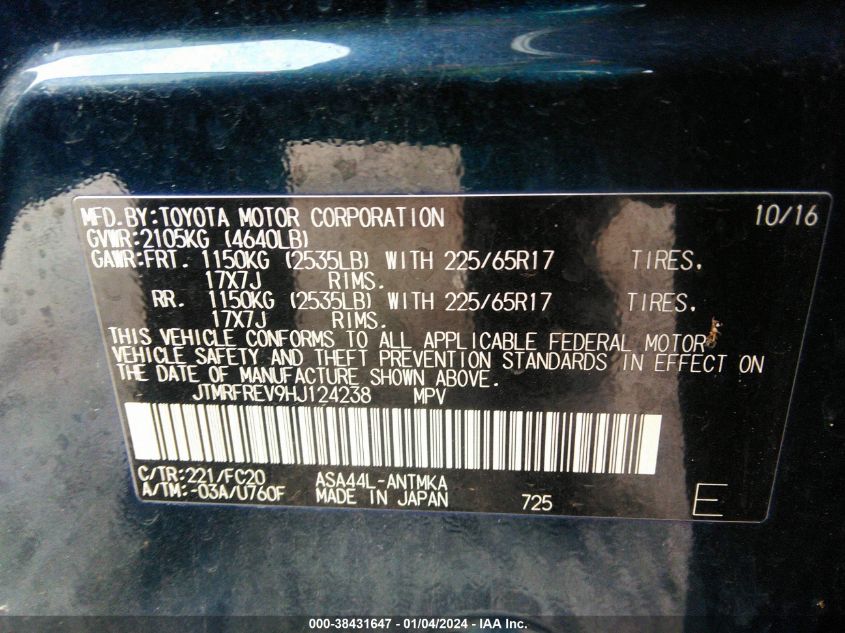 MFD.BY:TOYOTA MOTOR CORPORATION 10/16
GVWR:2105KG (4640LB)
GAWR:FRT. 1150KG (2535LB) WITH 225/65R17 TIRES.
17X7J RIMS.
RR. 1150KG (2535LB) WITH 225/65R17 TIRES.
17X7J RIMS.
THIS VEHICLE CONFORMS TO ALL APPLICABLE FEDERAL MOTOR
VEHICLE SAFETY AND THEFT PREVENTION STANDARDS IN EFFECT ON
THE DATE OF MANUFACTURE SHOWN ABOVE.
JTMRFREV9HJ124238 MPV
C/TR:221/FC20 ASA44L-ANTMKA
A/TM:-03A/U760F MADE IN JAPAN 725 E
000-38431647 - 01/04/2024 - IAA Inc.